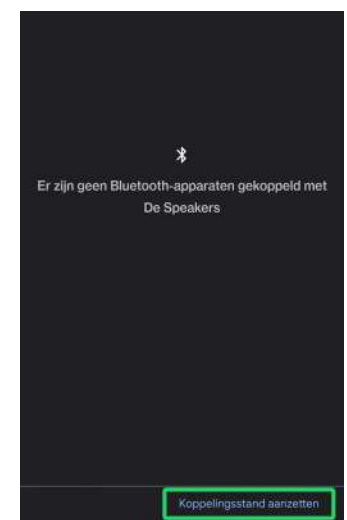 Er zijn geen Bluetooth-apparaten gekoppeld met
De Speakers
Koppelingsstand aanzetten